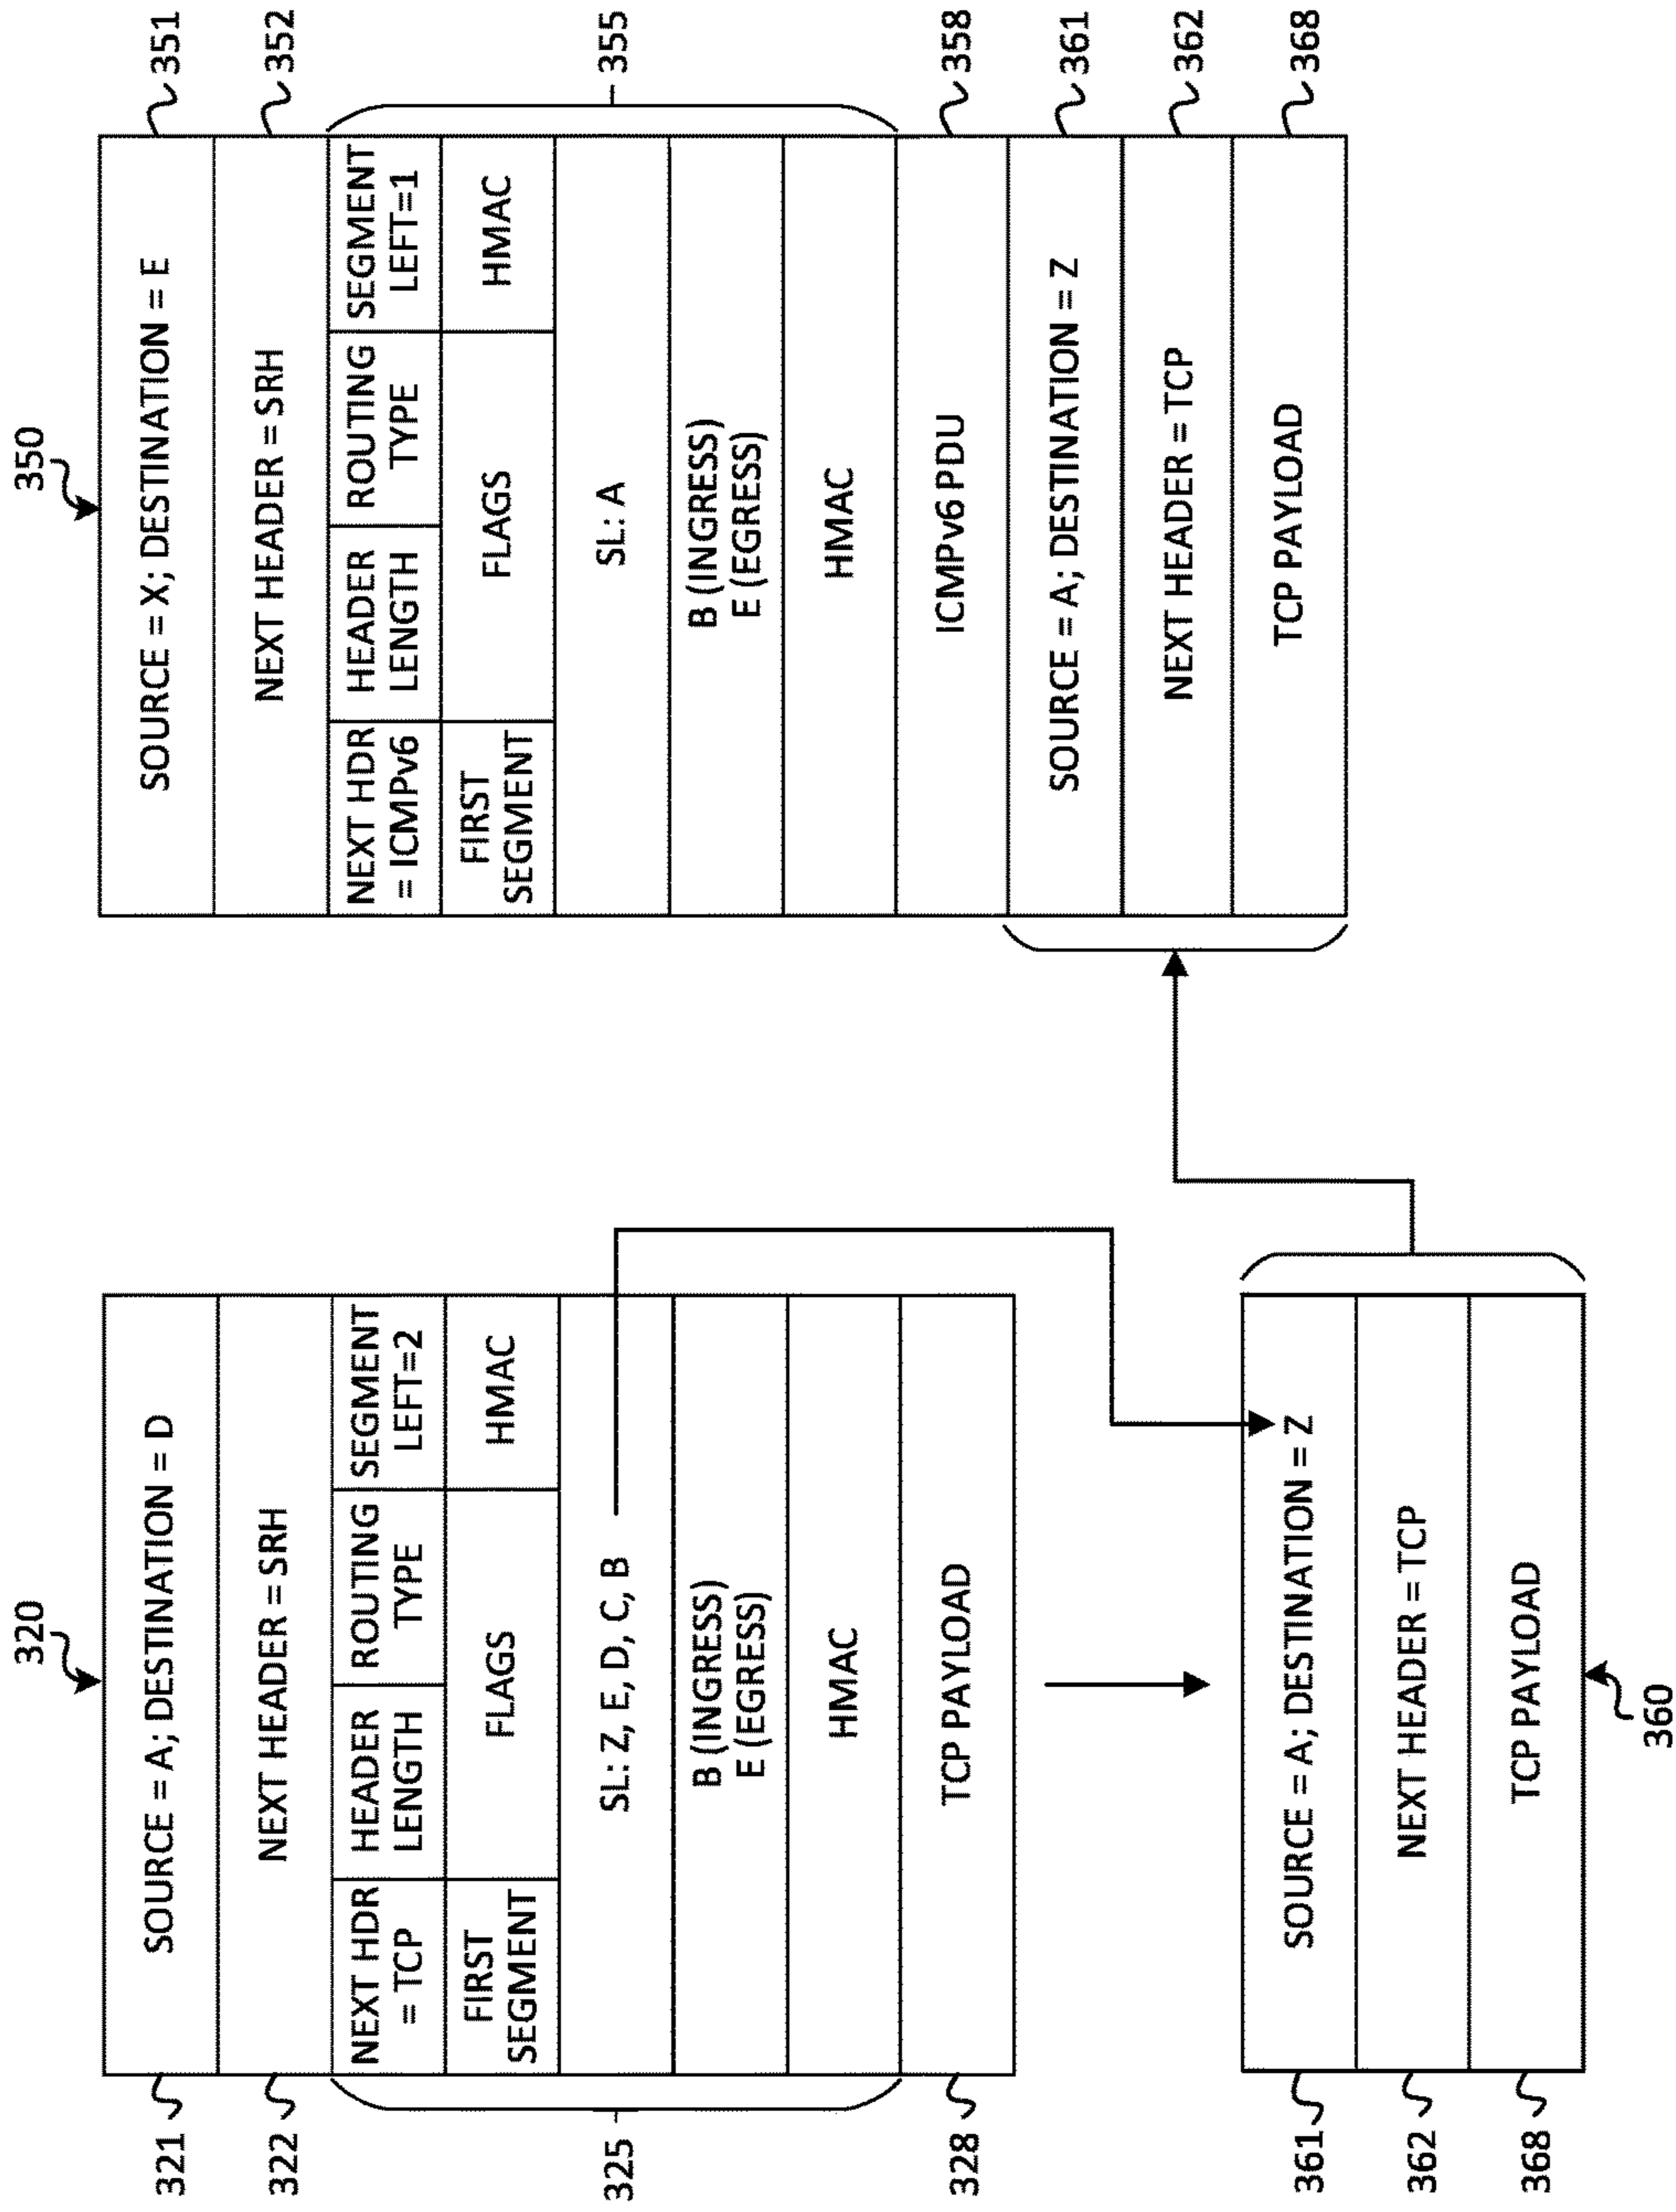 320
321
SOURCE = A; DESTINATION = D
322
NEXT HEADER = SRH
325
NEXT HDR
= TCP
HEADER
LENGTH
ROUTING
TYPE
SEGMENT
LEFT=2
FIRST
SEGMENT
FLAGS
HMAC
SL: Z, E, D, C, B
B (INGRESS)
E (EGRESS)
HMAC
328
TCP PAYLOAD
361
SOURCE = A; DESTINATION = Z
362
NEXT HEADER = TCP
368
TCP PAYLOAD
360
350
SOURCE = X; DESTINATION = E
351
NEXT HEADER = SRH
352
NEXT HDR
= ICMPv6
HEADER
LENGTH
ROUTING
TYPE
SEGMENT
LEFT=1
FIRST
SEGMENT
FLAGS
HMAC
355
SL: A
B (INGRESS)
E (EGRESS)
HMAC
ICMPv6 PDU
358
SOURCE = A; DESTINATION = Z
361
NEXT HEADER = TCP
362
TCP PAYLOAD
368